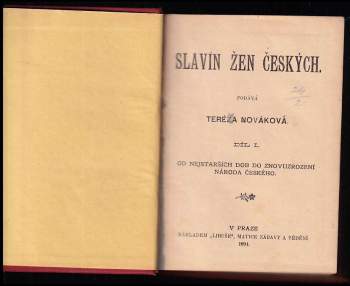 SLAVÍN ŽEN ČESKÝCH.
PODÁVÁ
TERÉZA NOVÁKOVÁ.
DÍL I.
OD NEJSTARŠÍCH DOB DO ZNOVUZROZENÍ
NÁRODA ČESKÉHO.
V PRAZE
NÁKLADEM „LIBUŠE“, MATICE ZÁBAVY A VĚDĚNÍ
1894.